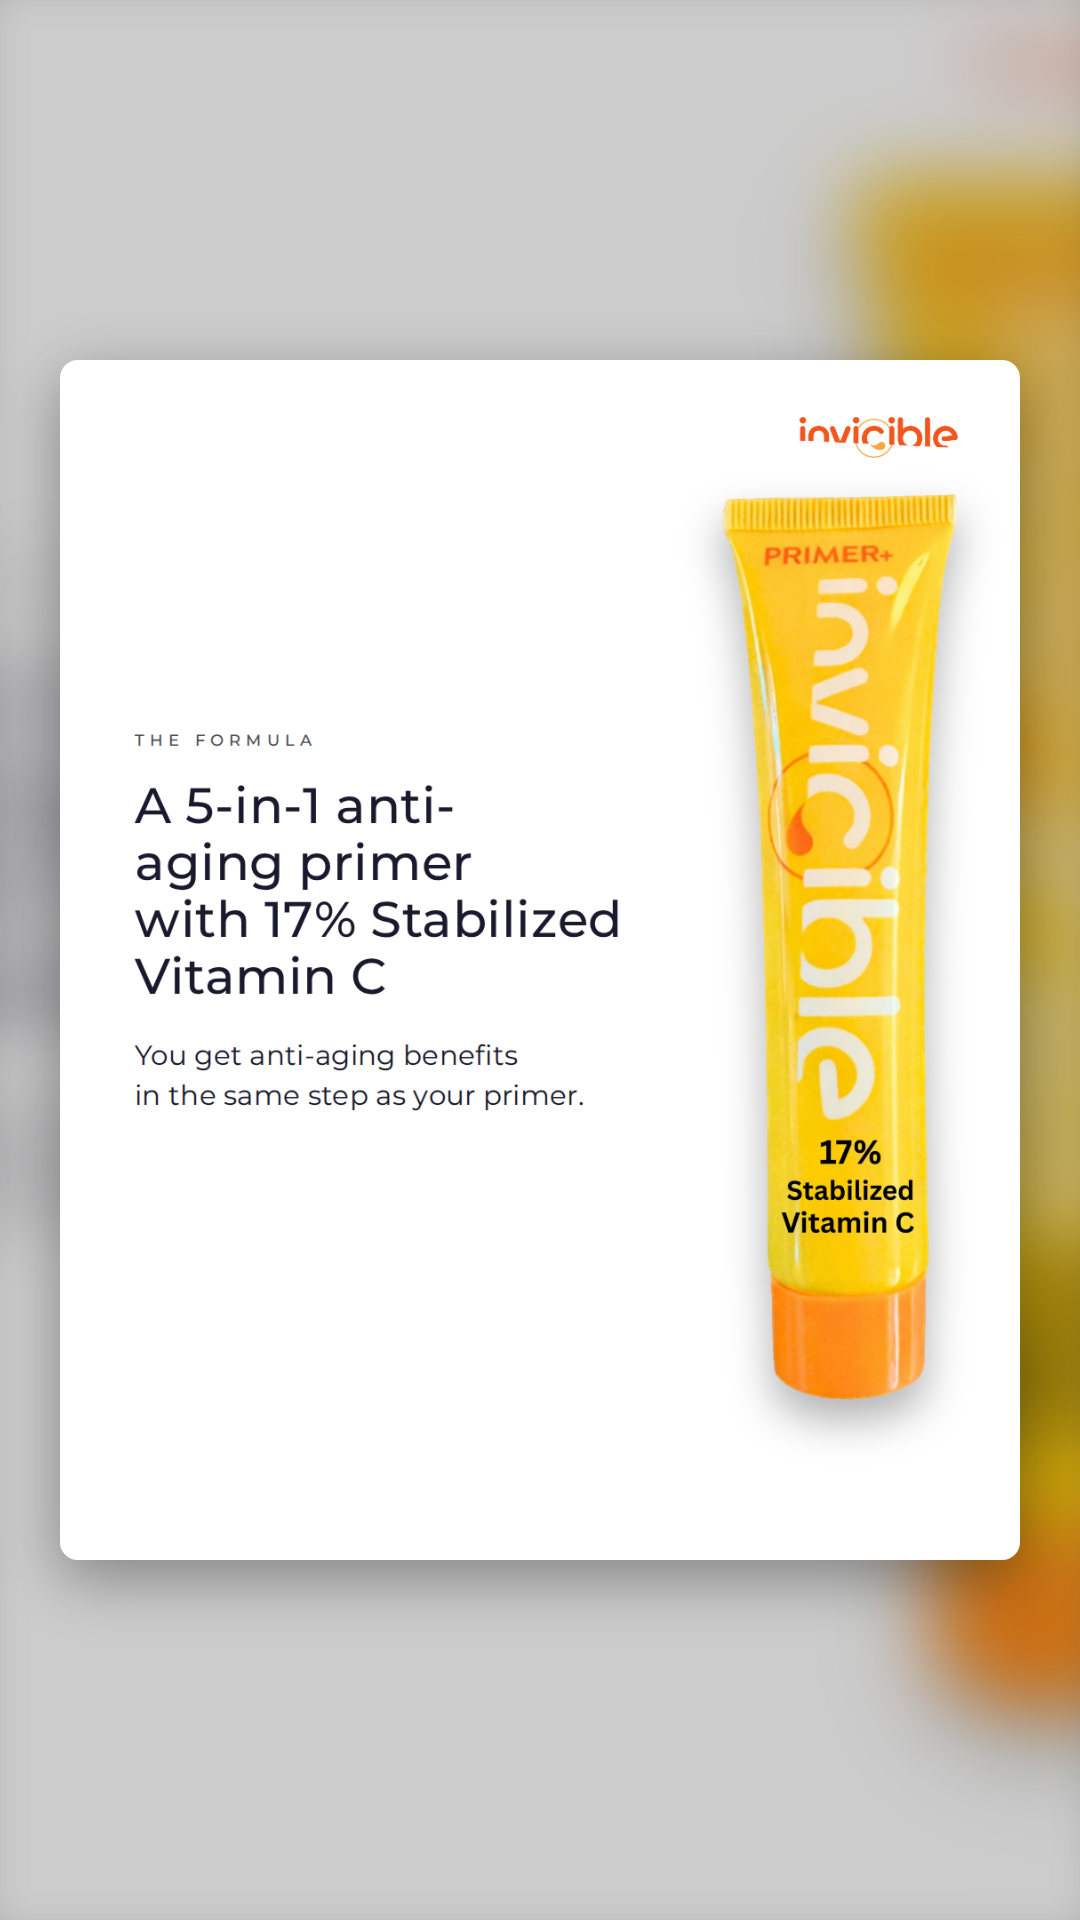 invicible
PRIMER+
invicible
THE FORMULA
A 5-in-1 anti-
aging primer
with 17% Stabilized
Vitamin C
You get anti-aging benefits
in the same step as your primer.
17%
Stabilized
Vitamin C